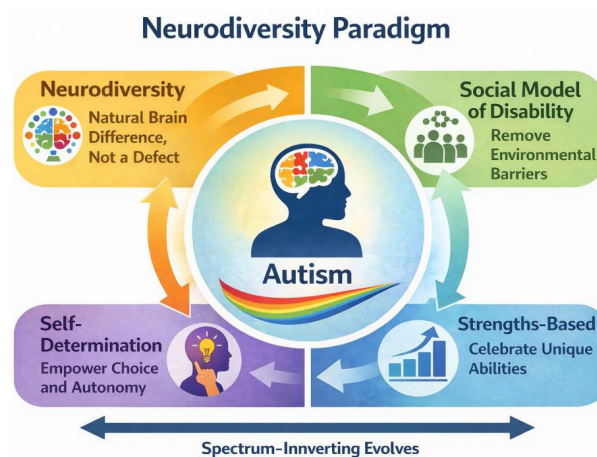 Neurodiversity Paradigm
Neurodiversity
Natural Brain
Difference,
Not a Defect
Social Model
of Disability
Remove
Environmental
Barriers
Autism
Self-
Determination
Empower Choice
and Autonomy
Strengths-Based
Celebrate Unique
Abilities
Spectrum-Innverting Evolves